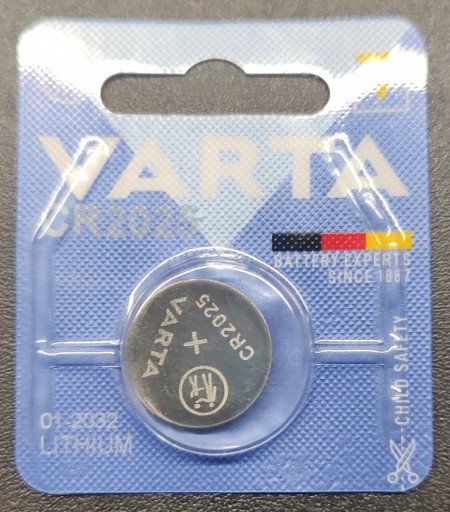 VARTA
CR2025
BATTERY EXPERTS
SINCE 1887
CR2025
+
VARTA
01-2032
LITHIUM
CHILD SAFETY